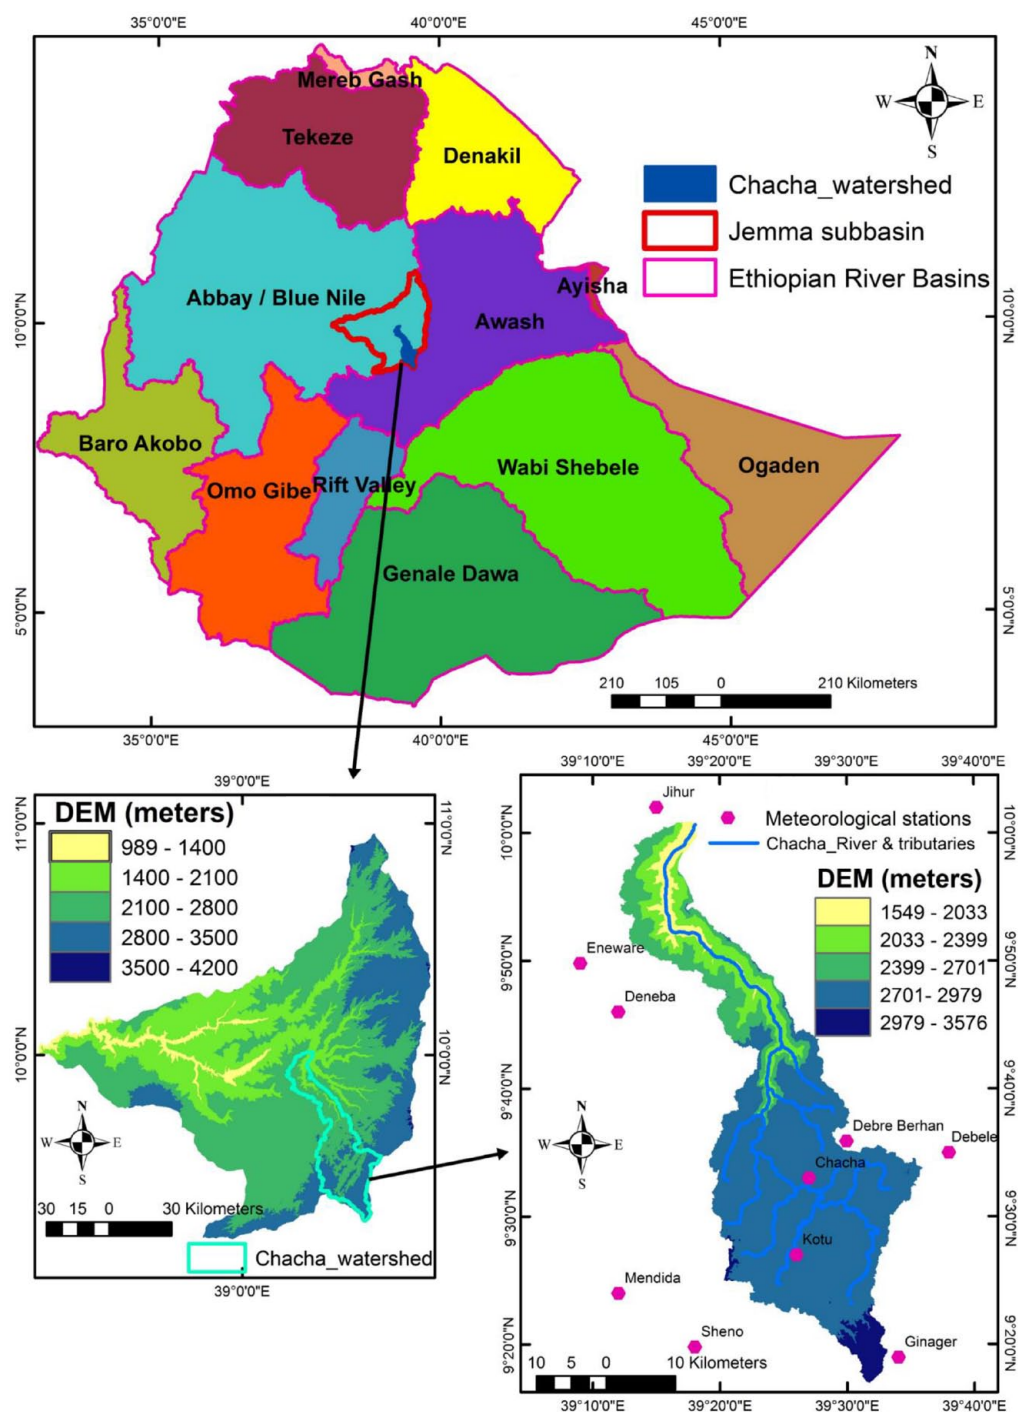 35°0'0"E 40°0'0"E 45°0'0"E
N
W E
S
Mereb Gash
Tekeze
Denakil
Chacha_watershed
Jemma subbasin
Ethiopian River Basins
Abbay / Blue Nile
Ayisha
Awash
10°0'0"N 10°0'0"N
Baro Akobo
Omo Gibe
Rift Valley
Wabi Shebele
Ogaden
Genale Dawa
5°0'0"N 5°0'0"N
210 105 0 210 Kilometers
35°0'0"E 40°0'0"E 45°0'0"E
39°0'0"E
DEM (meters)
989 - 1400
1400 - 2100
2100 - 2800
2800 - 3500
3500 - 4200
11°0'0"N 11°0'0"N
10°0'0"N 10°0'0"N
N
W E
S
30 15 0 30 Kilometers
Chacha_watershed
39°0'0"E
39°10'0"E 39°20'0"E 39°30'0"E 39°40'0"E
Jihur
Meteorological stations
Chacha_River & tributaries
DEM (meters)
1549 - 2033
2033 - 2399
2399 - 2701
2701- 2979
2979 - 3576
10°0'0"N 10°0'0"N
Eneware
9°50'0"N 9°50'0"N
Deneba
9°40'0"N 9°40'0"N
N
W E
S
Debre Berhan
Debele
Chacha
9°30'0"N 9°30'0"N
Kotu
Mendida
Sheno
Ginager
9°20'0"N 9°20'0"N
10 5 0 10 Kilometers
39°10'0"E 39°20'0"E 39°30'0"E 39°40'0"E